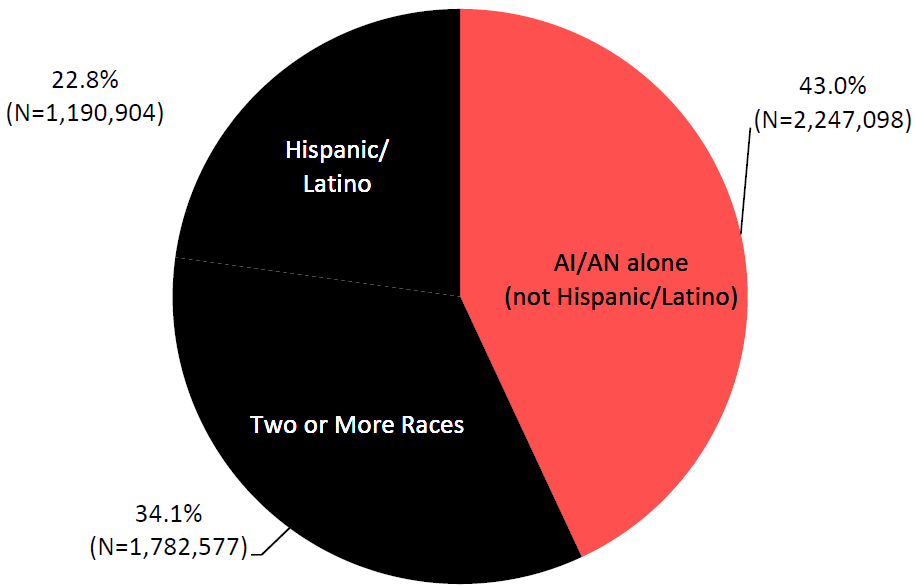 22.8%
(N=1,190,904)
43.0%
(N=2,247,098)
Hispanic/
Latino
AI/AN alone
(not Hispanic/Latino)
Two or More Races
34.1%
(N=1,782,577)